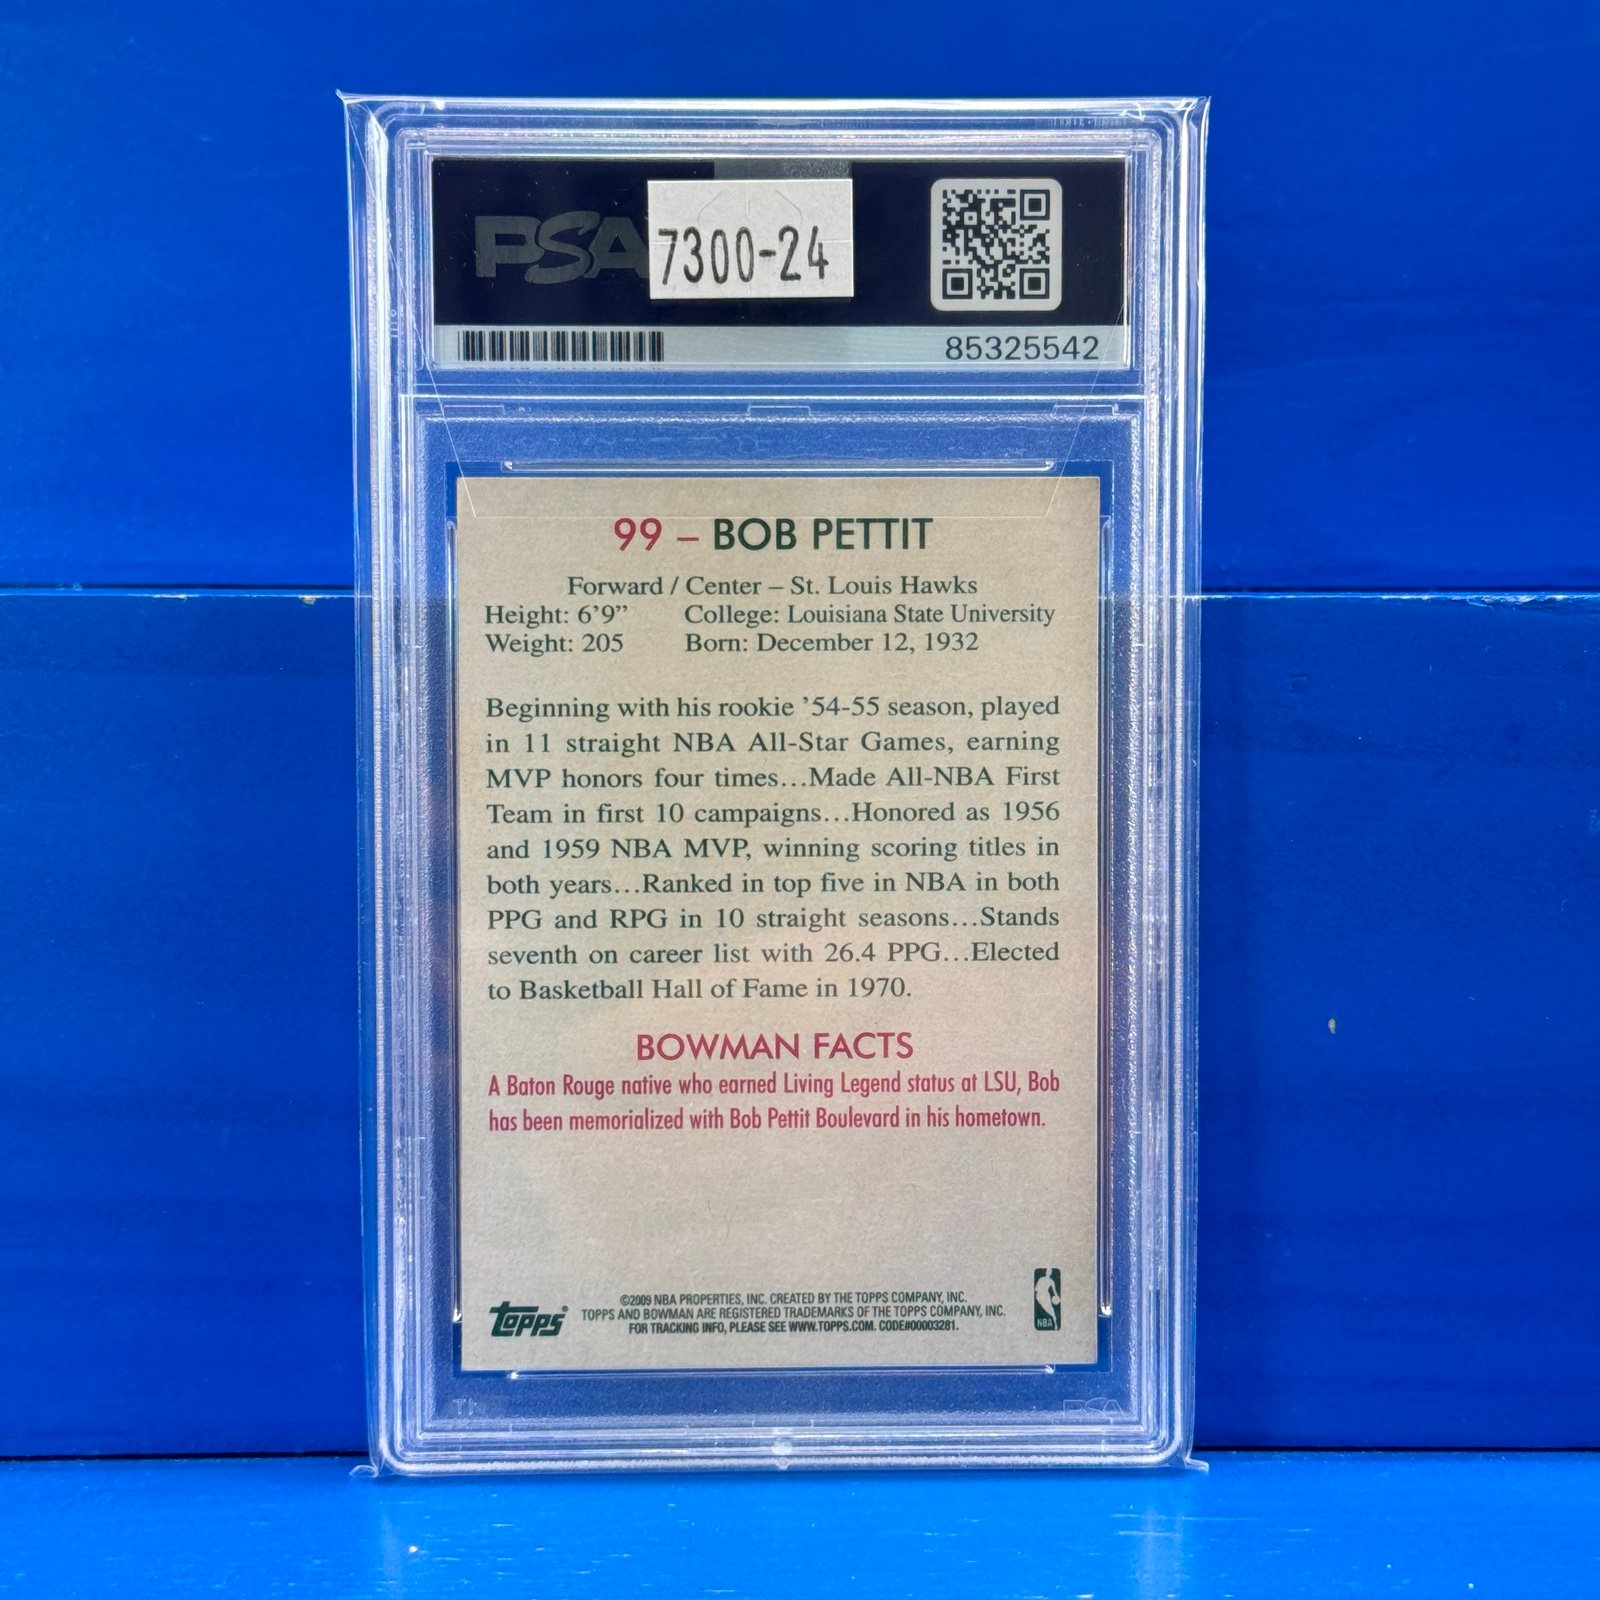 PSA
7300-24
85325542
99 – BOB PETTIT
Forward / Center – St. Louis Hawks
Height: 6'9” College: Louisiana State University
Weight: 205 Born: December 12, 1932
Beginning with his rookie ’54-55 season, played
in 11 straight NBA All-Star Games, earning
MVP honors four times…Made All-NBA First
Team in first 10 campaigns…Honored as 1956
and 1959 NBA MVP, winning scoring titles in
both years…Ranked in top five in NBA in both
PPG and RPG in 10 straight seasons…Stands
seventh on career list with 26.4 PPG…Elected
to Basketball Hall of Fame in 1970.
BOWMAN FACTS
A Baton Rouge native who earned Living Legend status at LSU, Bob
has been memorialized with Bob Pettit Boulevard in his hometown.
©2009 NBA PROPERTIES, INC. CREATED BY THE TOPPS COMPANY, INC.
TOPPS AND BOWMAN ARE REGISTERED TRADEMARKS OF THE TOPPS COMPANY, INC.
FOR TRACKING INFO, PLEASE SEE WWW.TOPPS.COM. CODE#00003281.
topps
NBA
PSA